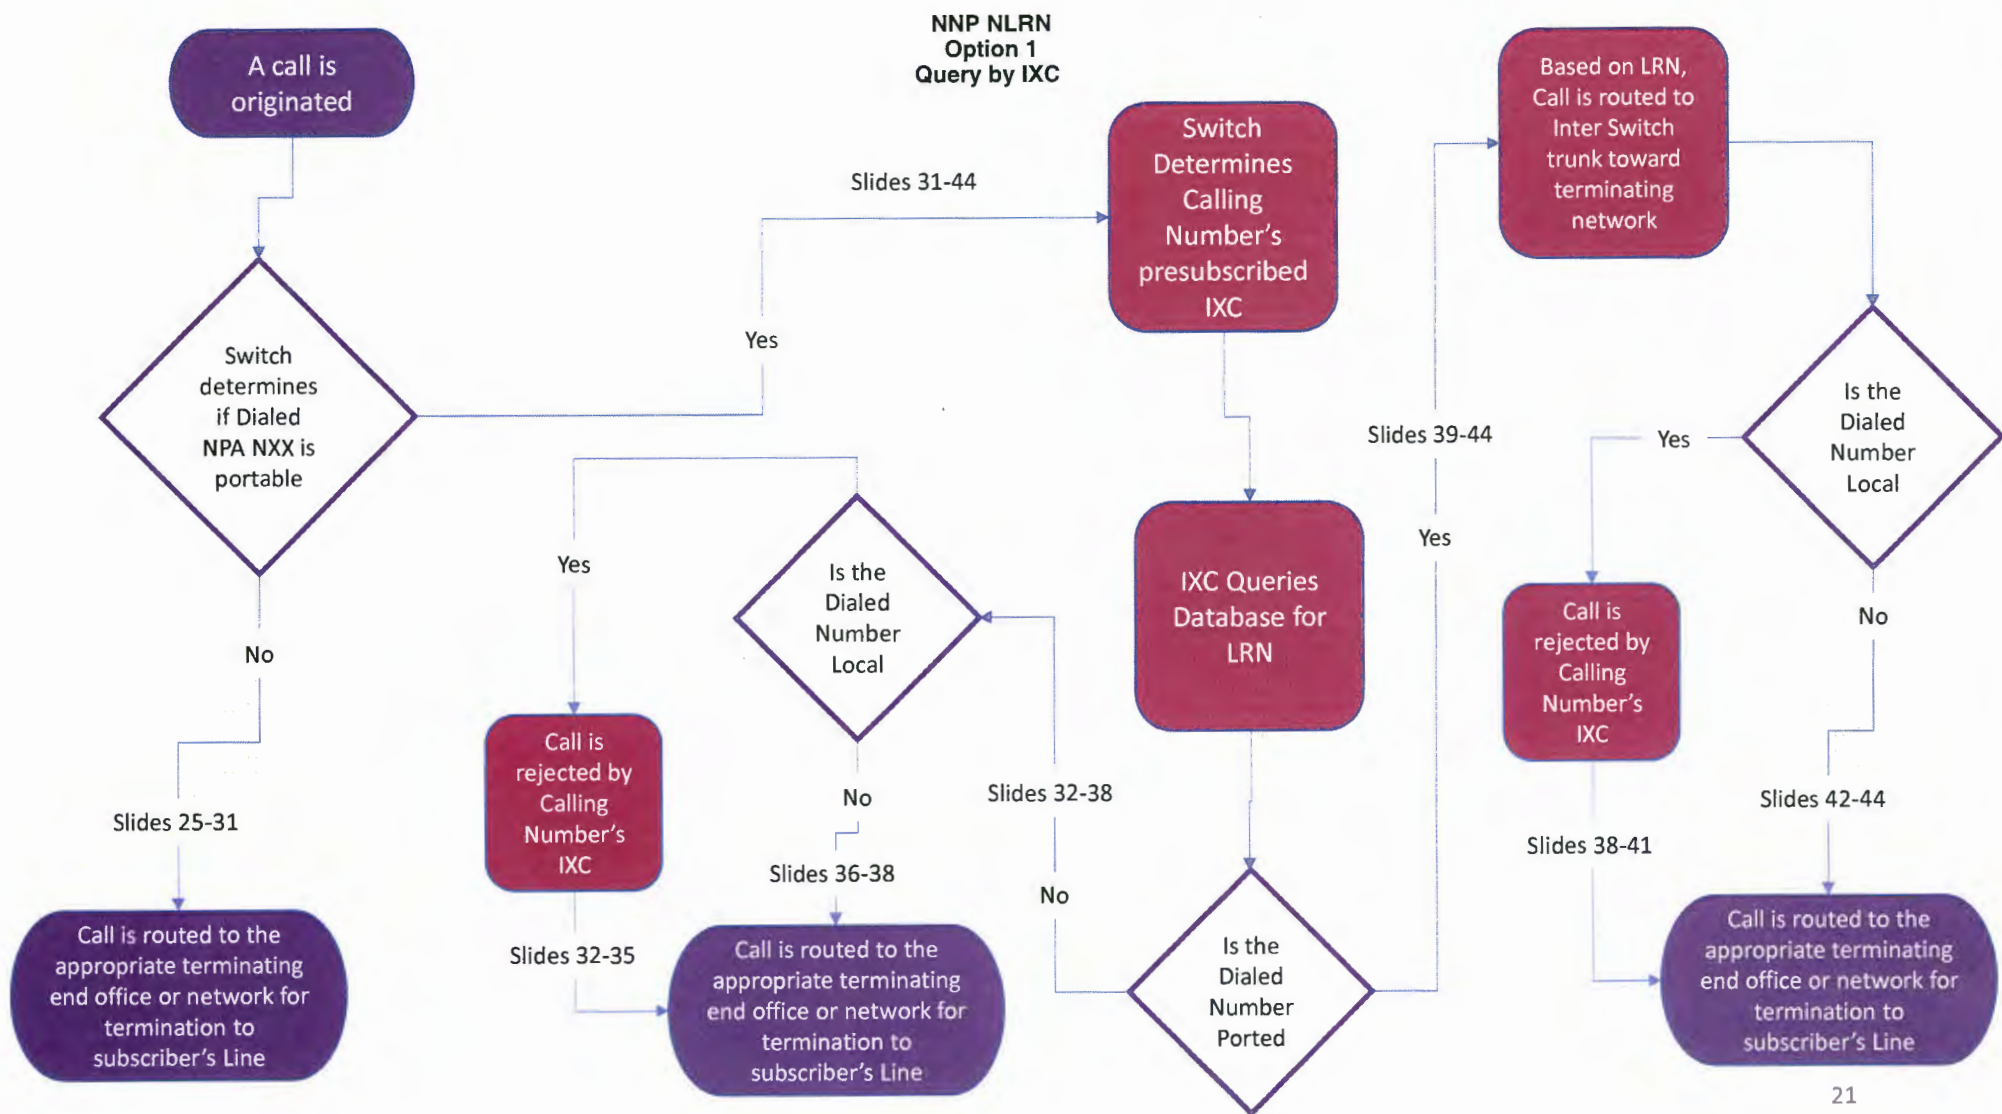 NNP NLRN
Option 1
Query by IXC
A call is
originated
Switch
determines
if Dialed
NPA NXX is
portable
Yes
Slides 31-44
No
Slides 25-31
Call is routed to the
appropriate terminating
end office or network for
termination to
subscriber's Line
Switch
Determines
Calling
Number's
presubscribed
IXC
IXC Queries
Database for
LRN
Is the
Dialed
Number
Ported
No
Slides 32-38
Is the
Dialed
Number
Local
Yes
Call is
rejected by
Calling
Number's
IXC
Slides 32-35
No
Slides 36-38
Call is routed to the
appropriate terminating
end office or network for
termination to
subscriber's Line
Yes
Slides 39-44
Based on LRN,
Call is routed to
Inter Switch
trunk toward
terminating
network
Is the
Dialed
Number
Local
Yes
Call is
rejected by
Calling
Number's
IXC
Slides 38-41
No
Slides 42-44
Call is routed to the
appropriate terminating
end office or network for
termination to
subscriber's Line
21